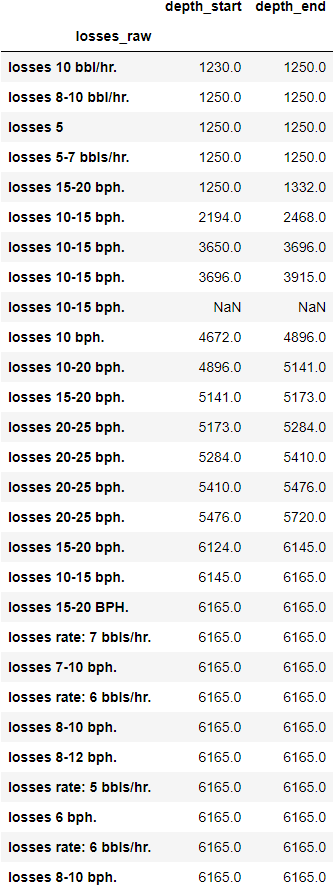 depth_start depth_end
losses_raw
losses 10 bbl/hr. 1230.0 1250.0
losses 8-10 bbl/hr. 1250.0 1250.0
losses 5 1250.0 1250.0
losses 5-7 bbls/hr. 1250.0 1250.0
losses 15-20 bph. 1250.0 1332.0
losses 10-15 bph. 2194.0 2468.0
losses 10-15 bph. 3650.0 3696.0
losses 10-15 bph. 3696.0 3915.0
losses 10-15 bph. NaN NaN
losses 10 bph. 4672.0 4896.0
losses 10-20 bph. 4896.0 5141.0
losses 15-20 bph. 5141.0 5173.0
losses 20-25 bph. 5173.0 5284.0
losses 20-25 bph. 5284.0 5410.0
losses 20-25 bph. 5410.0 5476.0
losses 20-25 bph. 5476.0 5720.0
losses 15-20 bph. 6124.0 6145.0
losses 10-15 bph. 6145.0 6165.0
losses 15-20 BPH. 6165.0 6165.0
losses rate: 7 bbls/hr. 6165.0 6165.0
losses 7-10 bph. 6165.0 6165.0
losses rate: 6 bbls/hr. 6165.0 6165.0
losses 8-10 bph. 6165.0 6165.0
losses 8-12 bph. 6165.0 6165.0
losses rate: 5 bbls/hr. 6165.0 6165.0
losses 6 bph. 6165.0 6165.0
losses rate: 6 bbls/hr. 6165.0 6165.0
losses 8-10 bph. 6165.0 6165.0